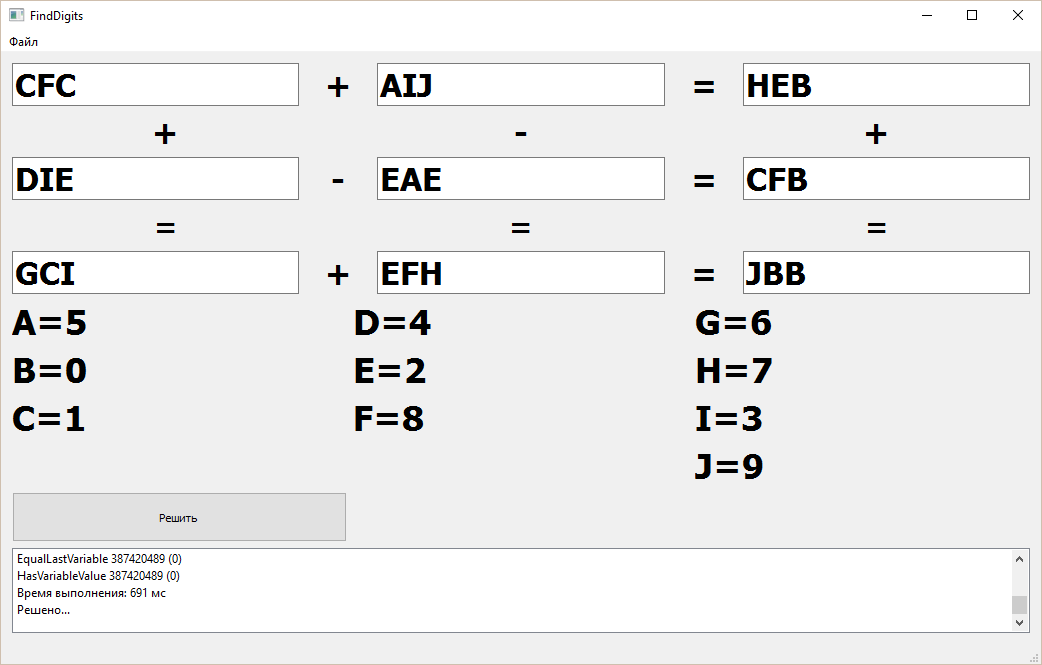 FindDigits
Файл
CFC + AIJ = HEB
+ - +
DIE - EAE = CFB
= = =
GCI + EFH = JBB
A=5 D=4 G=6
B=0 E=2 H=7
C=1 F=8 I=3
J=9
Решить
EqualLastVariable 387420489 (0)
HasVariableValue 387420489 (0)
Время выполнения: 691 мс
Решено...